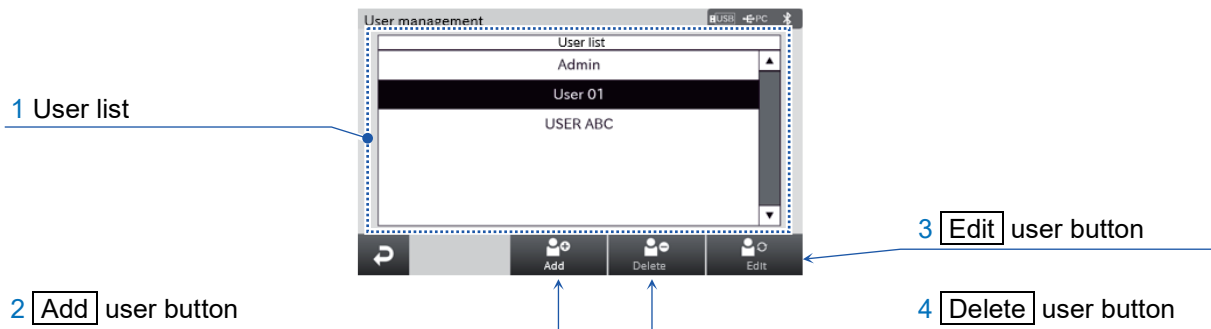 User management
USB PC
User list
Admin
User 01
USER ABC
1 User list
3 Edit user button
Add Delete Edit
2 Add user button
4 Delete user button